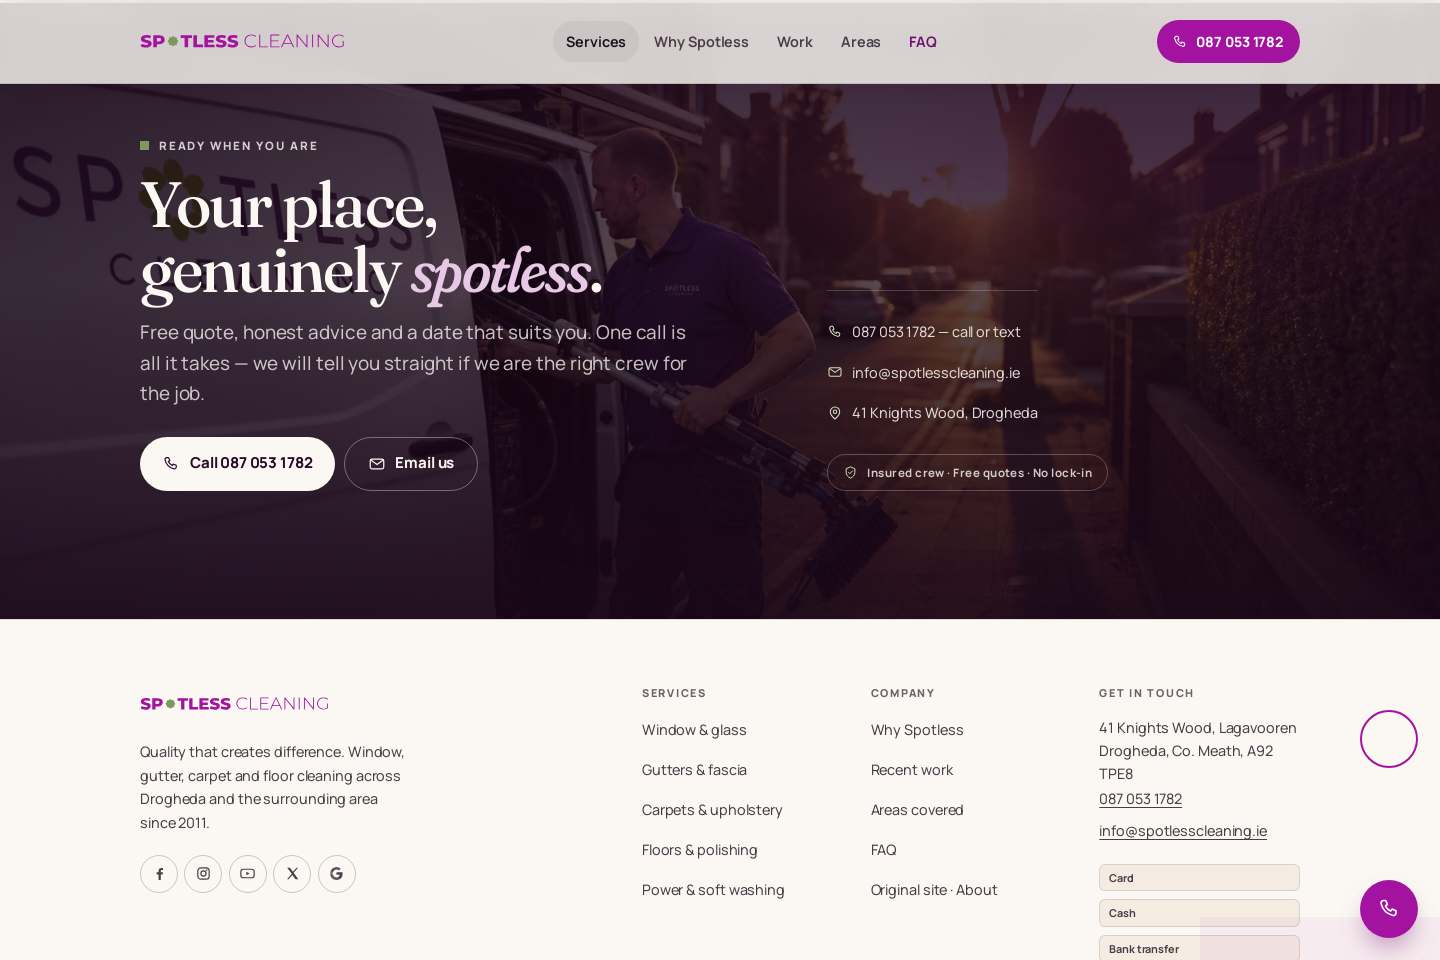 SPOTLESS CLEANING
Services
Why Spotless
Work
Areas
FAQ
087 053 1782
READY WHEN YOU ARE
Your place,
genuinely spotless.
Free quote, honest advice and a date that suits you. One call is
all it takes — we will tell you straight if we are the right crew for
the job.
Call 087 053 1782
Email us
SPOTLESS
087 053 1782 — call or text
info@spotlesscleaning.ie
41 Knights Wood, Drogheda
Insured crew · Free quotes · No lock-in
SPOTLESS CLEANING
Quality that creates difference. Window,
gutter, carpet and floor cleaning across
Drogheda and the surrounding area
since 2011.
SERVICES
Window & glass
Gutters & fascia
Carpets & upholstery
Floors & polishing
Power & soft washing
COMPANY
Why Spotless
Recent work
Areas covered
FAQ
Original site · About
GET IN TOUCH
41 Knights Wood, Lagavooren
Drogheda, Co. Meath, A92
TPE8
087 053 1782
info@spotlesscleaning.ie
Card
Cash
Bank transfer